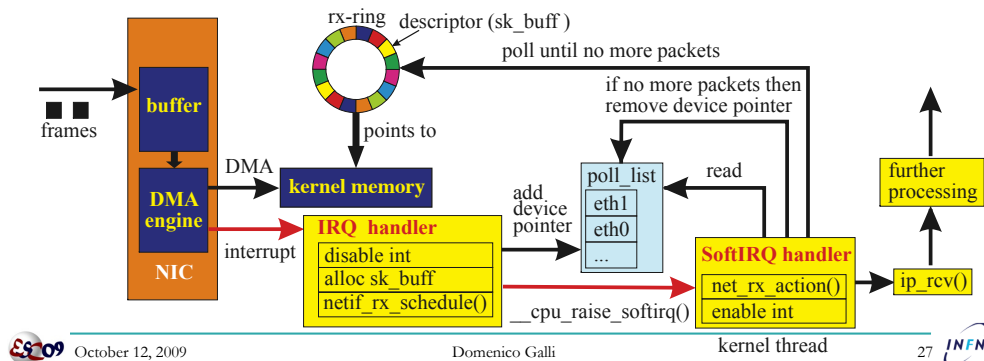 rx-ring
descriptor (sk_buff )
poll until no more packets
frames
buffer
points to
if no more packets then
remove device pointer
DMA
engine
NIC
DMA
kernel memory
interrupt
IRQ handler
disable int
alloc sk_buff
netif_rx_schedule()
add
device
pointer
poll_list
eth1
eth0
...
read
__cpu_raise_softirq()
SoftIRQ handler
net_rx_action()
enable int
kernel thread
ip_rcv()
further
processing
ESC09
October 12, 2009
Domenico Galli
27
INFN